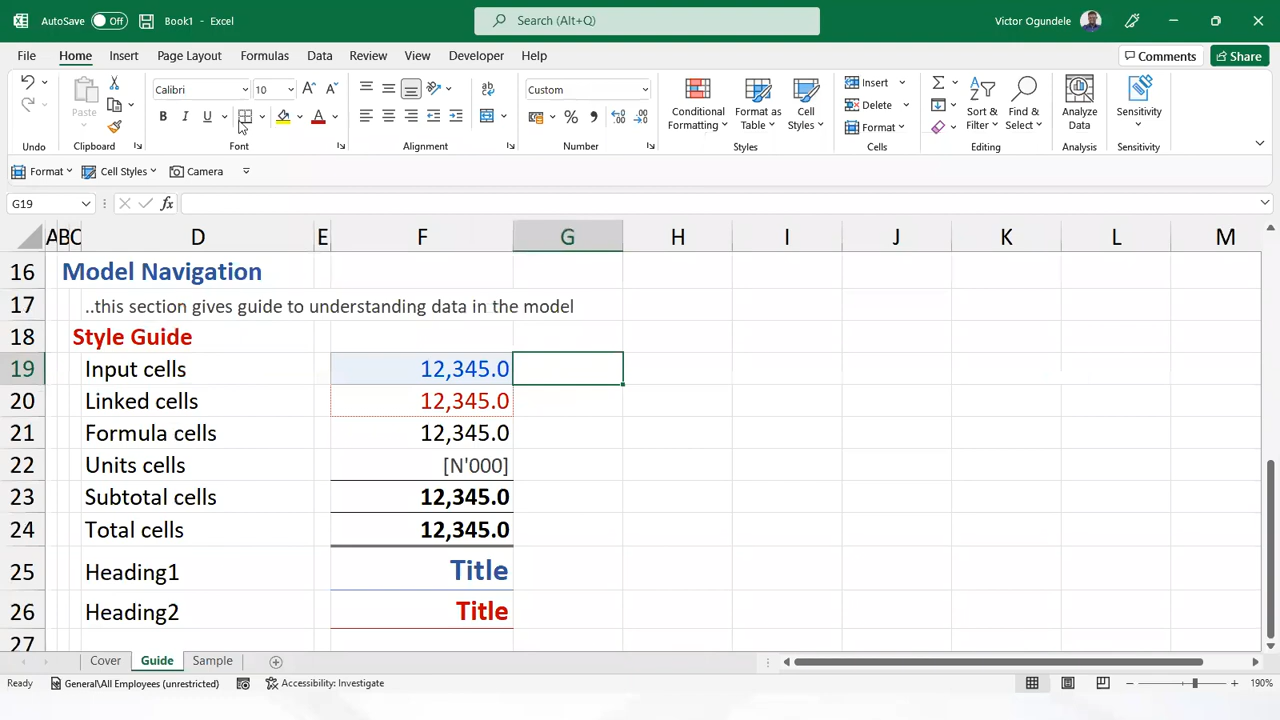 AutoSave Off Book1 - Excel Search (Alt+Q) Victor Ogundele
File Home Insert Page Layout Formulas Data Review View Developer Help Comments Share
Calibri 10 Custom Insert
Paste B I U Conditional Formatting Format as Table Cell Styles Delete Sort & Filter Find & Select Analyze Data Sensitivity
Format
Undo Clipboard Font Alignment Number Styles Cells Editing Analysis Sensitivity
Format Cell Styles Camera
G19 fx
A B C D E F G H I J K L M
16 Model Navigation
17 ..this section gives guide to understanding data in the model
18 Style Guide
19 Input cells 12,345.0
20 Linked cells 12,345.0
21 Formula cells 12,345.0
22 Units cells [N'000]
23 Subtotal cells 12,345.0
24 Total cells 12,345.0
25 Heading1 Title
26 Heading2 Title
27
Cover Guide Sample
Ready General\All Employees (unrestricted) Accessibility: Investigate 190%